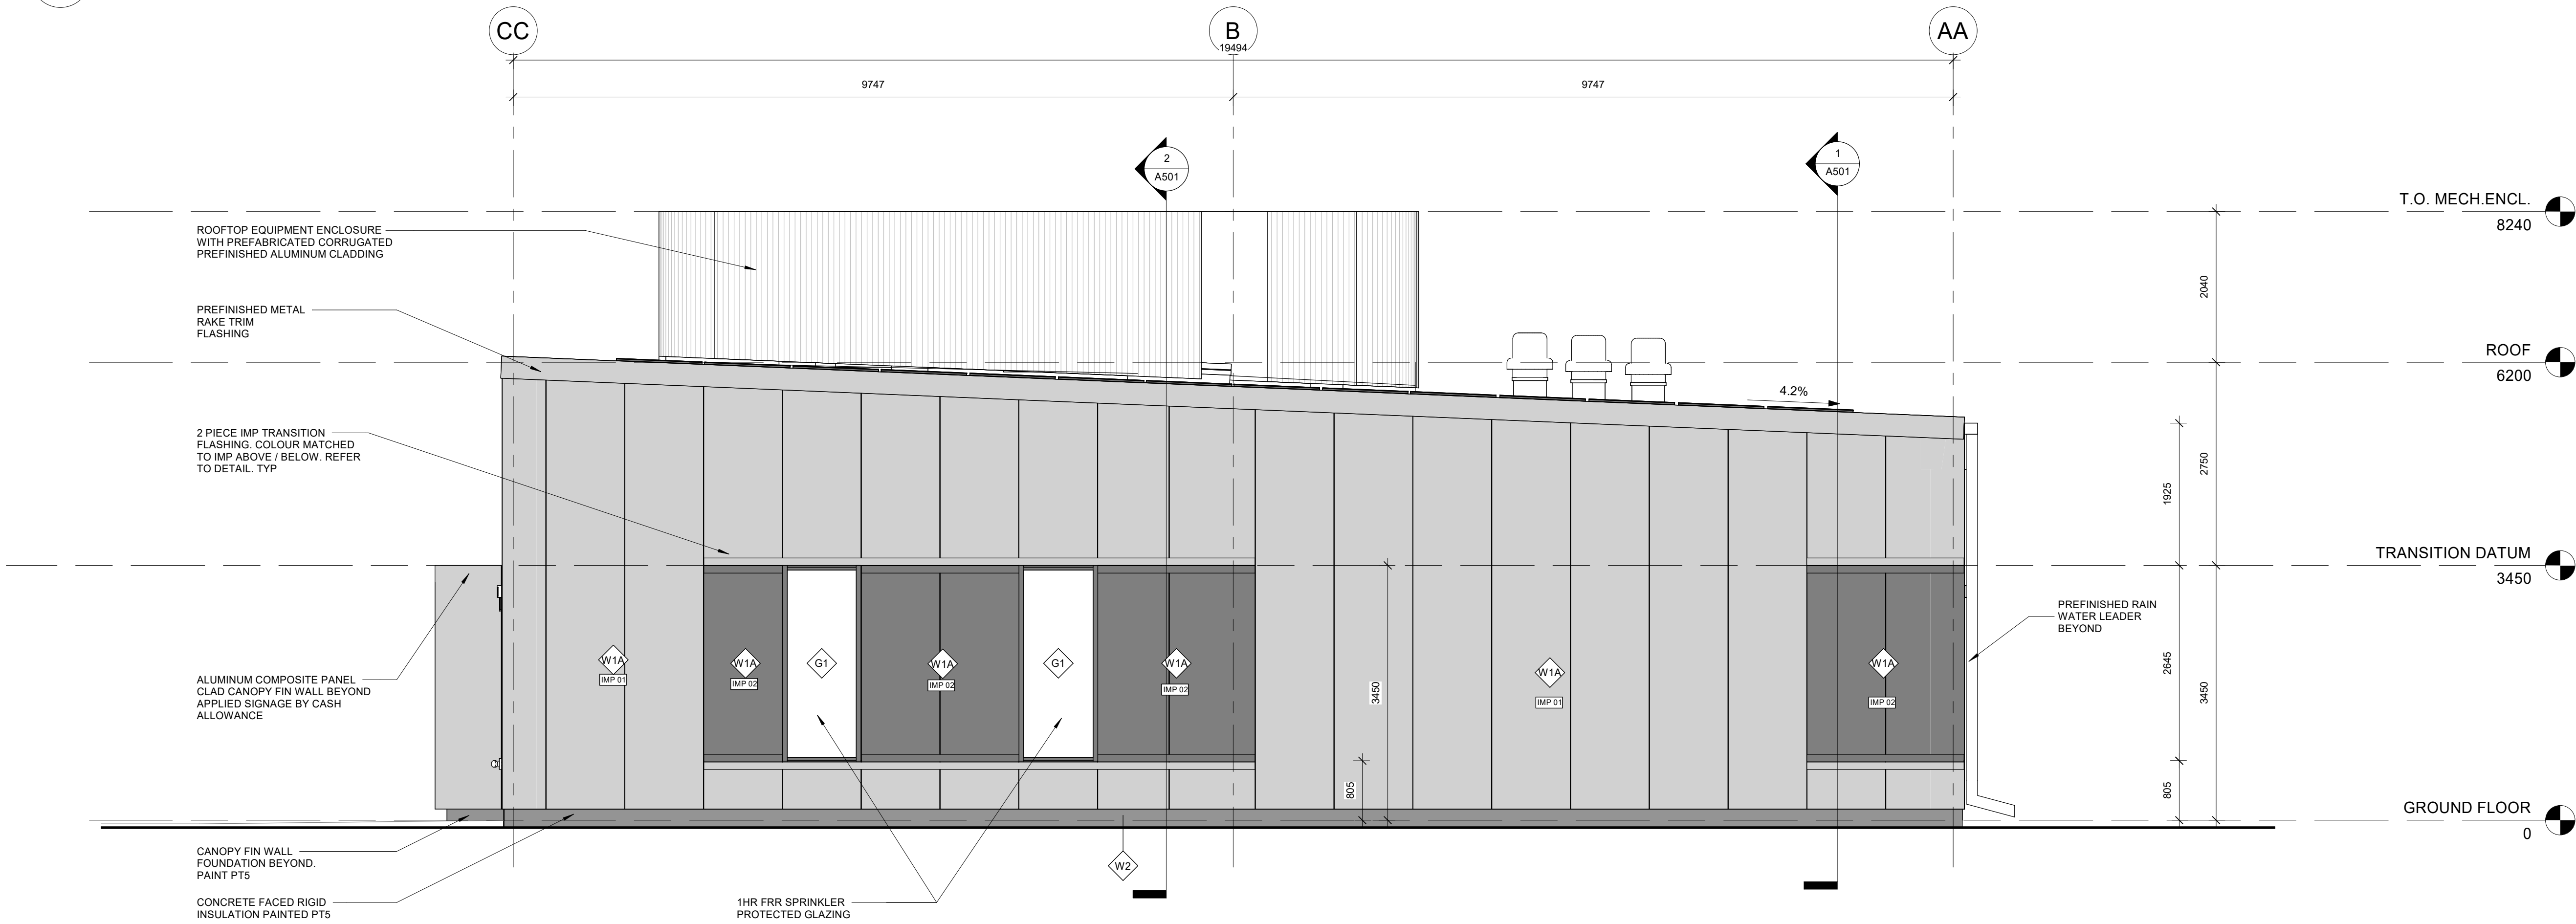 CC
B
AA
19494
9747
9747
2
A501
1
A501
T.O. MECH.ENCL.
8240
ROOFTOP EQUIPMENT ENCLOSURE
WITH PREFABRICATED CORRUGATED
PREFINISHED ALUMINUM CLADDING
2040
PREFINISHED METAL
RAKE TRIM
FLASHING
ROOF
6200
4.2%
2 PIECE IMP TRANSITION
FLASHING. COLOUR MATCHED
TO IMP ABOVE / BELOW. REFER
TO DETAIL. TYP
1925
2750
TRANSITION DATUM
3450
PREFINISHED RAIN
WATER LEADER
BEYOND
ALUMINUM COMPOSITE PANEL
CLAD CANOPY FIN WALL BEYOND
APPLIED SIGNAGE BY CASH
ALLOWANCE
W1A
IMP 01
W1A
IMP 02
G1
W1A
IMP 02
G1
W1A
IMP 02
W1A
IMP 01
W1A
IMP 02
3450
805
2645
3450
805
GROUND FLOOR
0
CANOPY FIN WALL
FOUNDATION BEYOND.
PAINT PT5
W2
CONCRETE FACED RIGID
INSULATION PAINTED PT5
1HR FRR SPRINKLER
PROTECTED GLAZING